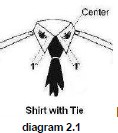 Center
1" 1"
Shirt with Tie
diagram 2.1